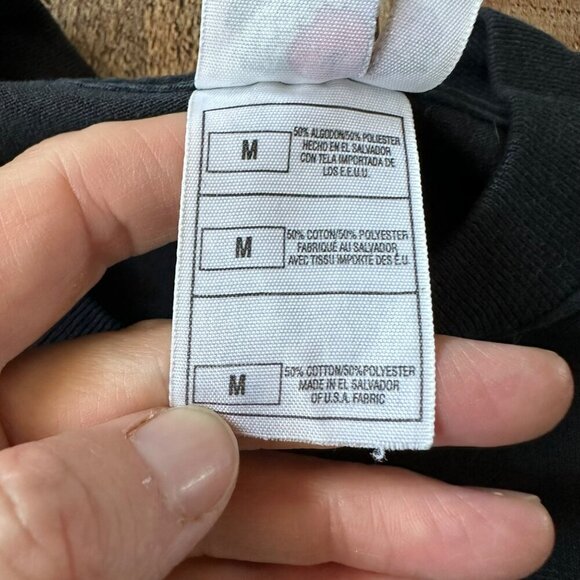 M
50% ALGODON/50% POLIESTER
HECHO EN EL SALVADOR
CON TELA IMPORTADA DE
LOS E.E.U.U.
M
50% COTON/50% POLYESTER
FABRIQUÉ AU SALVADOR
AVEC TISSU IMPORTE DES E.U.
M
50% COTTON/50%POLYESTER
MADE IN EL SALVADOR
OF U.S.A. FABRIC